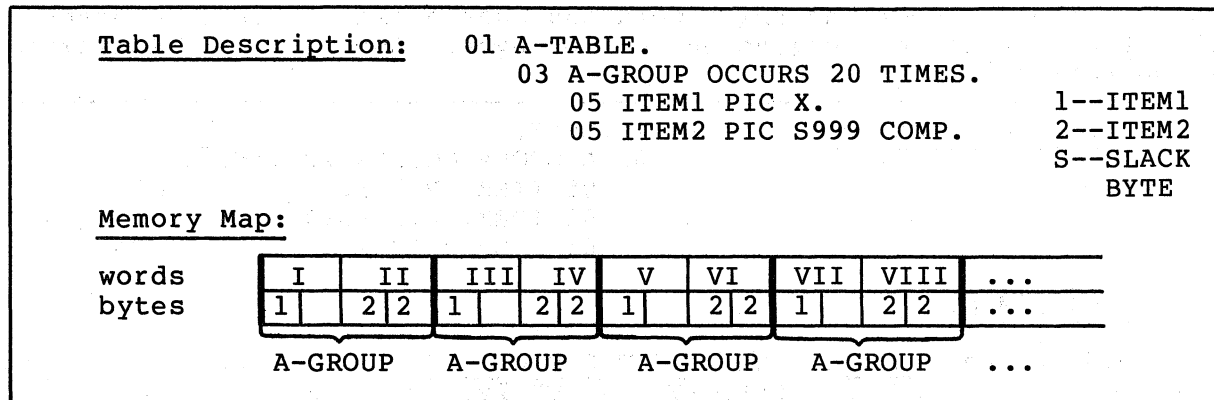 Table Description: 01 A-TABLE.
03 A-GROUP OCCURS 20 TIMES.
05 ITEM1 PIC X. 1--ITEM1
05 ITEM2 PIC S999 COMP. 2--ITEM2
S--SLACK
BYTE
Memory Map:
words I II III IV V VI VII VIII ...
bytes 1 2 2 1 2 2 1 2 2 1 2 2 ...
A-GROUP A-GROUP A-GROUP A-GROUP ...